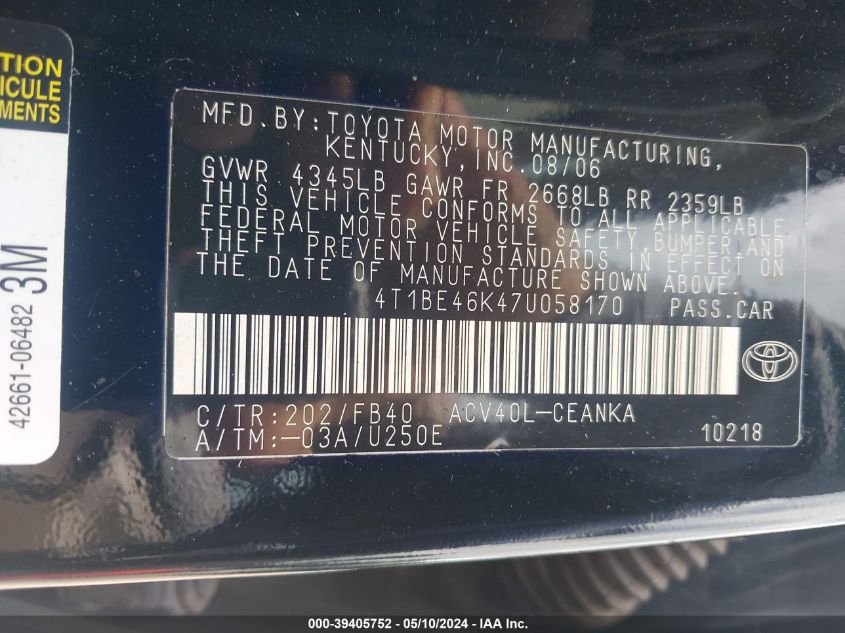 TION
ICULE
MENTS
42661-06482 3M
MFD.BY:TOYOTA MOTOR MANUFACTURING,
KENTUCKY, INC. 08/06
GVWR 4345LB GAWR FR 2668LB RR 2359LB
THIS VEHICLE CONFORMS TO ALL APPLICABLE
FEDERAL MOTOR VEHICLE SAFETY, BUMPER AND
THEFT PREVENTION STANDARDS IN EFFECT ON
THE DATE OF MANUFACTURE SHOWN ABOVE.
4T1BE46K47U058170 PASS.CAR
C/TR:202/FB40 ACV40L-CEANKA
A/TM:-03A/U250E 10218
000-39405752 - 05/10/2024 - IAA Inc.